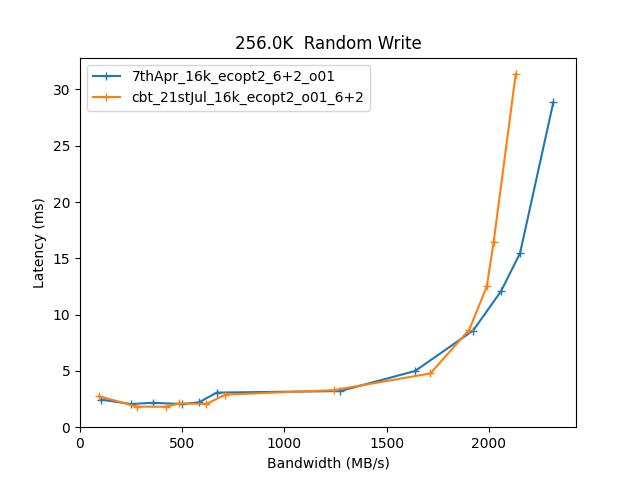 256.0K  Random Write
7thApr_16k_ecopt2_6+2_o01
cbt_21stJul_16k_ecopt2_o01_6+2
30
25
20
15
10
5
0
Latency (ms)
0 500 1000 1500 2000
Bandwidth (MB/s)